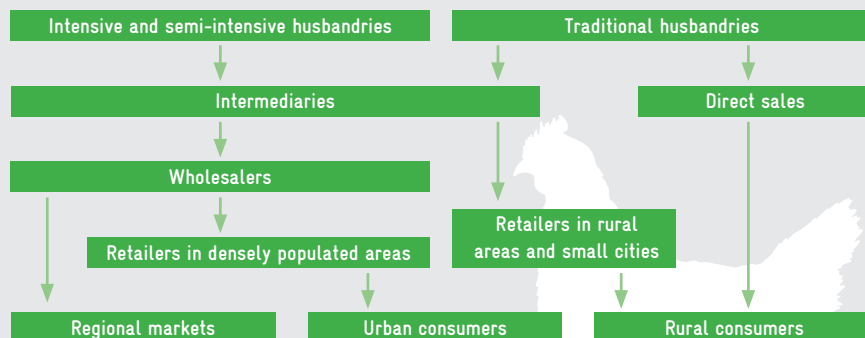 Intensive and semi-intensive husbandries
Traditional husbandries
Intermediaries
Direct sales
Wholesalers
Retailers in densely populated areas
Retailers in rural
areas and small cities
Regional markets
Urban consumers
Rural consumers